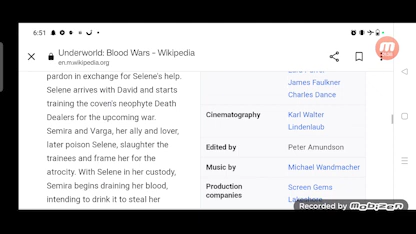 6:51
Underworld: Blood Wars - Wikipedia
en.m.wikipedia.org
pardon in exchange for Selene's help.
Selene arrives with David and starts
training the coven's neophyte Death
Dealers for the upcoming war.
Semira and Varga, her ally and lover,
later poison Selene, slaughter the
trainees and frame her for the
atrocity. With Selene in her custody,
Semira begins draining her blood,
intending to drink it to steal her
James Faulkner
Charles Dance
Cinematography
Karl Walter
Lindenlaub
Edited by
Peter Amundson
Music by
Michael Wandmacher
Production
companies
Screen Gems
Lakeshore
Recorded by
Mobizen